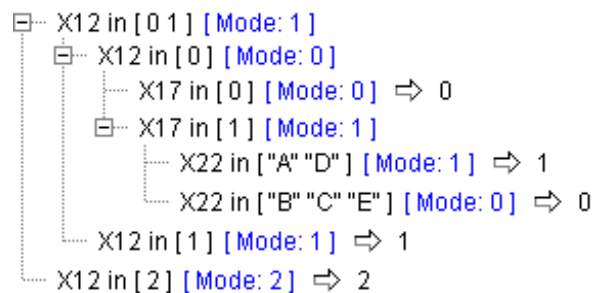 X12 in [ 0 1 ] [ Mode: 1 ]
X12 in [ 0 ] [ Mode: 0 ]
X17 in [ 0 ] [ Mode: 0 ] ⇨ 0
X17 in [ 1 ] [ Mode: 1 ]
X22 in [ "A" "D" ] [ Mode: 1 ] ⇨ 1
X22 in [ "B" "C" "E" ] [ Mode: 0 ] ⇨ 0
X12 in [ 1 ] [ Mode: 1 ] ⇨ 1
X12 in [ 2 ] [ Mode: 2 ] ⇨ 2